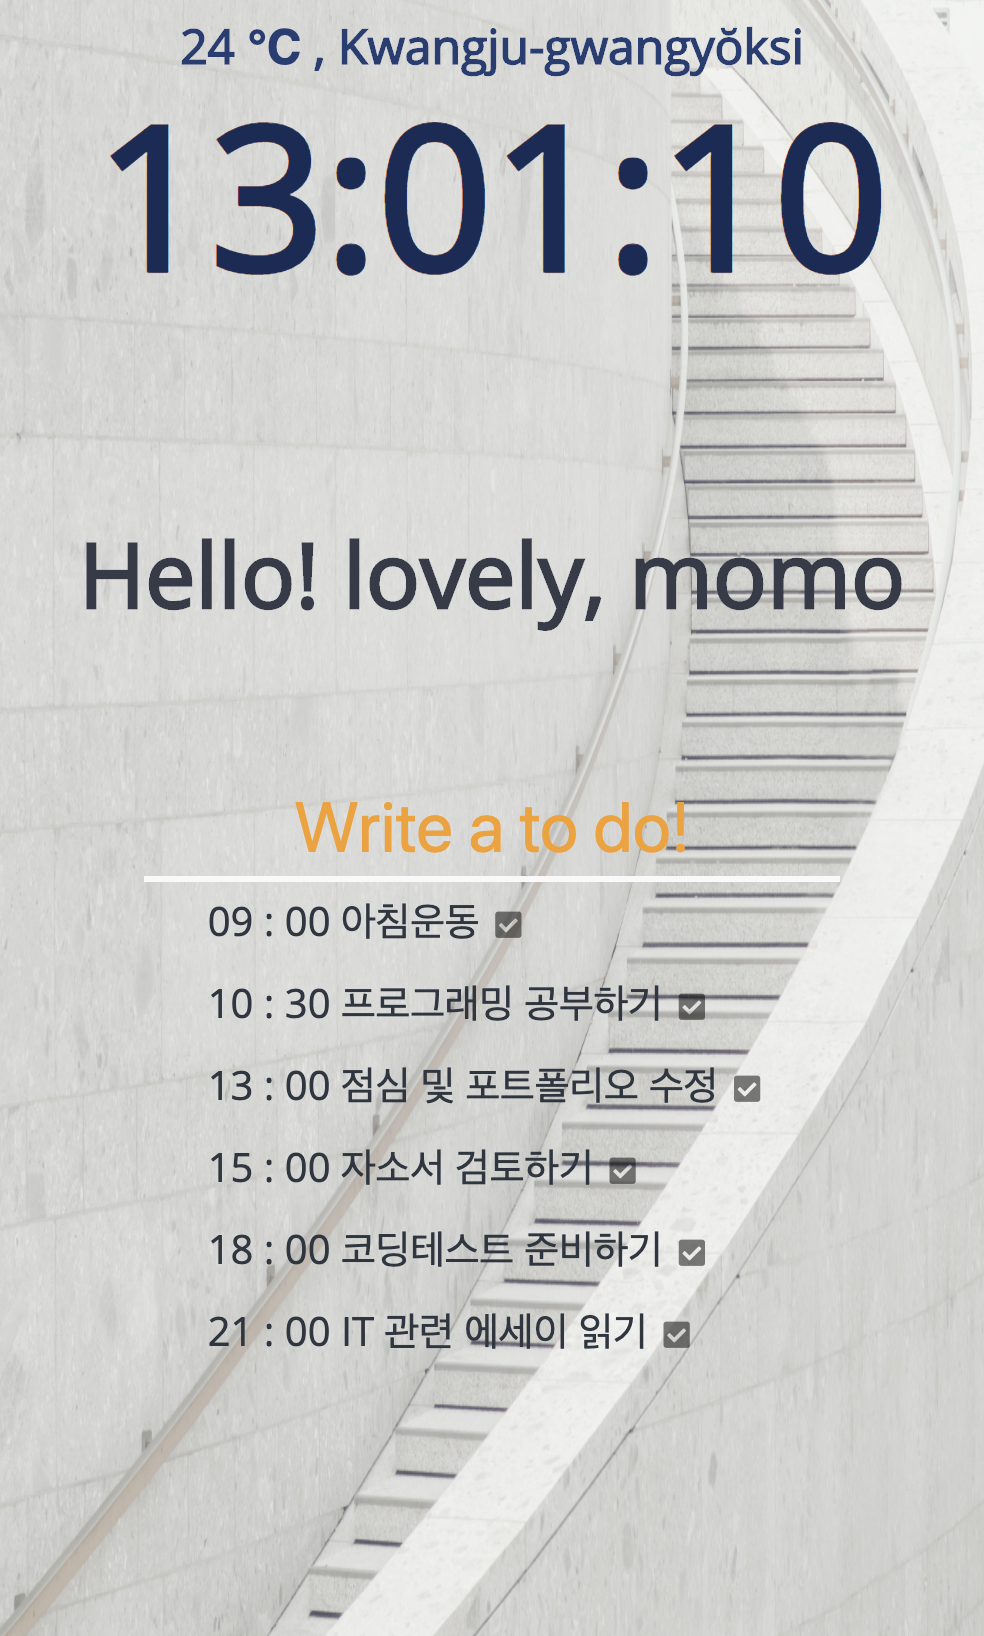 24 °C , Kwangju-gwangyŏksi
13:01:10
Hello! lovely, momo
Write a to do!
09 : 00 아침운동
10 : 30 프로그래밍 공부하기
13 : 00 점심 및 포트폴리오 수정
15 : 00 자소서 검토하기
18 : 00 코딩테스트 준비하기
21 : 00 IT 관련 에세이 읽기